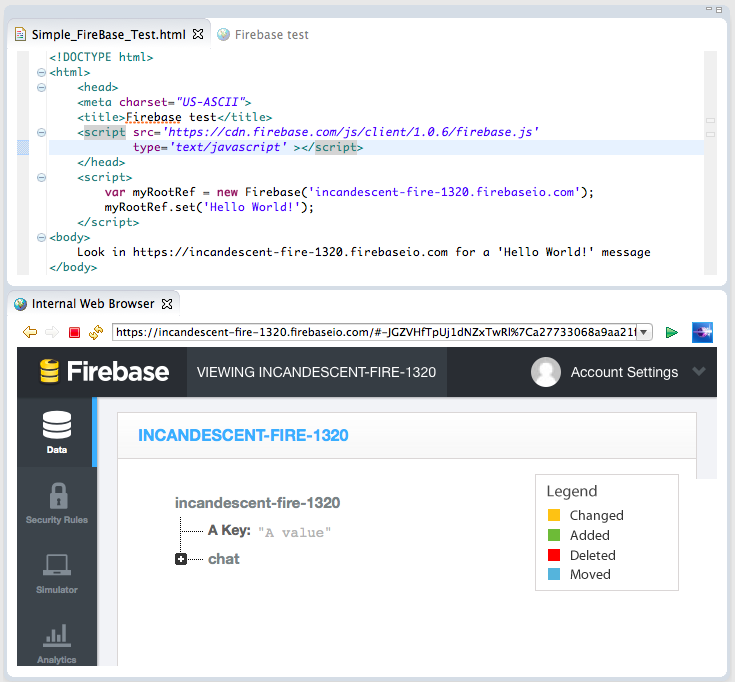 Simple_FireBase_Test.html
Firebase test
<!DOCTYPE html>
<html>
<head>
<meta charset="US-ASCII">
<title>Firebase test</title>
<script src='https://cdn.firebase.com/js/client/1.0.6/firebase.js'
type='text/javascript' ></script>
</head>
<script>
var myRootRef = new Firebase('incandescent-fire-1320.firebaseio.com');
myRootRef.set('Hello World!');
</script>
<body>
Look in https://incandescent-fire-1320.firebaseio.com for a 'Hello World!' message
</body>
Internal Web Browser
https://incandescent-fire-1320.firebaseio.com/#-JGZVHfTpUj1dNZxTwRl%7Ca27733068a9aa21f
Firebase
VIEWING INCANDESCENT-FIRE-1320
Account Settings
Data
Security Rules
Simulator
Analytics
INCANDESCENT-FIRE-1320
incandescent-fire-1320
A Key: "A value"
chat
Legend
Changed
Added
Deleted
Moved